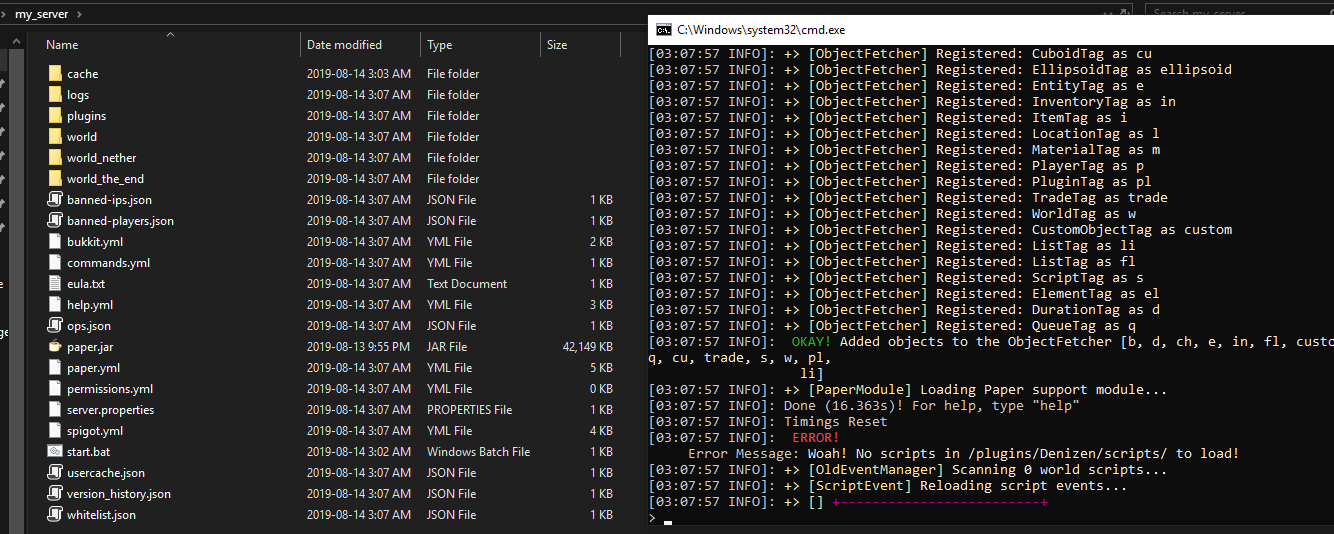 my_server
Search my_server
Name Date modified Type Size
cache 2019-08-14 3:03 AM File folder
logs 2019-08-14 3:07 AM File folder
plugins 2019-08-14 3:07 AM File folder
world 2019-08-14 3:07 AM File folder
world_nether 2019-08-14 3:07 AM File folder
world_the_end 2019-08-14 3:07 AM File folder
banned-ips.json 2019-08-14 3:07 AM JSON File 1 KB
banned-players.json 2019-08-14 3:07 AM JSON File 1 KB
bukkit.yml 2019-08-14 3:07 AM YML File 2 KB
commands.yml 2019-08-14 3:07 AM YML File 1 KB
eula.txt 2019-08-14 3:07 AM Text Document 1 KB
help.yml 2019-08-14 3:07 AM YML File 3 KB
ops.json 2019-08-14 3:07 AM JSON File 1 KB
paper.jar 2019-08-13 9:55 PM JAR File 42,149 KB
paper.yml 2019-08-14 3:07 AM YML File 5 KB
permissions.yml 2019-08-14 3:07 AM YML File 0 KB
server.properties 2019-08-14 3:07 AM PROPERTIES File 1 KB
spigot.yml 2019-08-14 3:07 AM YML File 4 KB
start.bat 2019-08-14 3:02 AM Windows Batch File 1 KB
usercache.json 2019-08-14 3:07 AM JSON File 1 KB
version_history.json 2019-08-14 3:07 AM JSON File 1 KB
whitelist.json 2019-08-14 3:07 AM JSON File 1 KB
C:\Windows\system32\cmd.exe
[03:07:57 INFO]: +> [ObjectFetcher] Registered: CuboidTag as cu
[03:07:57 INFO]: +> [ObjectFetcher] Registered: EllipsoidTag as ellipsoid
[03:07:57 INFO]: +> [ObjectFetcher] Registered: EntityTag as e
[03:07:57 INFO]: +> [ObjectFetcher] Registered: InventoryTag as in
[03:07:57 INFO]: +> [ObjectFetcher] Registered: ItemTag as i
[03:07:57 INFO]: +> [ObjectFetcher] Registered: LocationTag as l
[03:07:57 INFO]: +> [ObjectFetcher] Registered: MaterialTag as m
[03:07:57 INFO]: +> [ObjectFetcher] Registered: PlayerTag as p
[03:07:57 INFO]: +> [ObjectFetcher] Registered: PluginTag as pl
[03:07:57 INFO]: +> [ObjectFetcher] Registered: TradeTag as trade
[03:07:57 INFO]: +> [ObjectFetcher] Registered: WorldTag as w
[03:07:57 INFO]: +> [ObjectFetcher] Registered: CustomObjectTag as custom
[03:07:57 INFO]: +> [ObjectFetcher] Registered: ListTag as li
[03:07:57 INFO]: +> [ObjectFetcher] Registered: ListTag as fl
[03:07:57 INFO]: +> [ObjectFetcher] Registered: ScriptTag as s
[03:07:57 INFO]: +> [ObjectFetcher] Registered: ElementTag as el
[03:07:57 INFO]: +> [ObjectFetcher] Registered: DurationTag as d
[03:07:57 INFO]: +> [ObjectFetcher] Registered: QueueTag as q
[03:07:57 INFO]: OKAY! Added objects to the ObjectFetcher [b, d, ch, e, in, fl, custo
q, cu, trade, s, w, pl,
li]
[03:07:57 INFO]: +> [PaperModule] Loading Paper support module...
[03:07:57 INFO]: Done (16.363s)! For help, type "help"
[03:07:57 INFO]: Timings Reset
[03:07:57 INFO]: ERROR!
Error Message: Woah! No scripts in /plugins/Denizen/scripts/ to load!
[03:07:57 INFO]: +> [OldEventManager] Scanning 0 world scripts...
[03:07:57 INFO]: +> [ScriptEvent] Reloading script events...
[03:07:57 INFO]: +> [] +-------------------------+
>